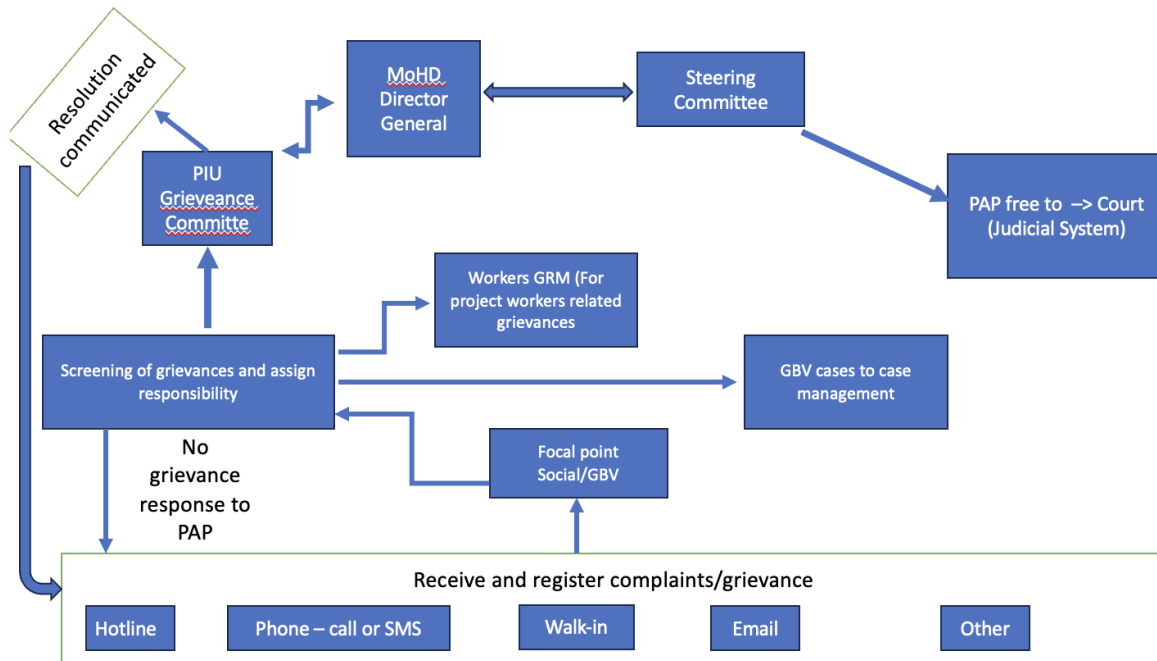 Resolution
communicated
MoHD
Director
General
Steering
Committee
PIU
Grieveance
Committe
PAP free to –> Court
(Judicial System)
Workers GRM (For
project workers related
grievances
Screening of grievances and assign
responsibility
GBV cases to case
management
No
grievance
response to
PAP
Focal point
Social/GBV
Receive and register complaints/grievance
Hotline
Phone – call or SMS
Walk-in
Email
Other